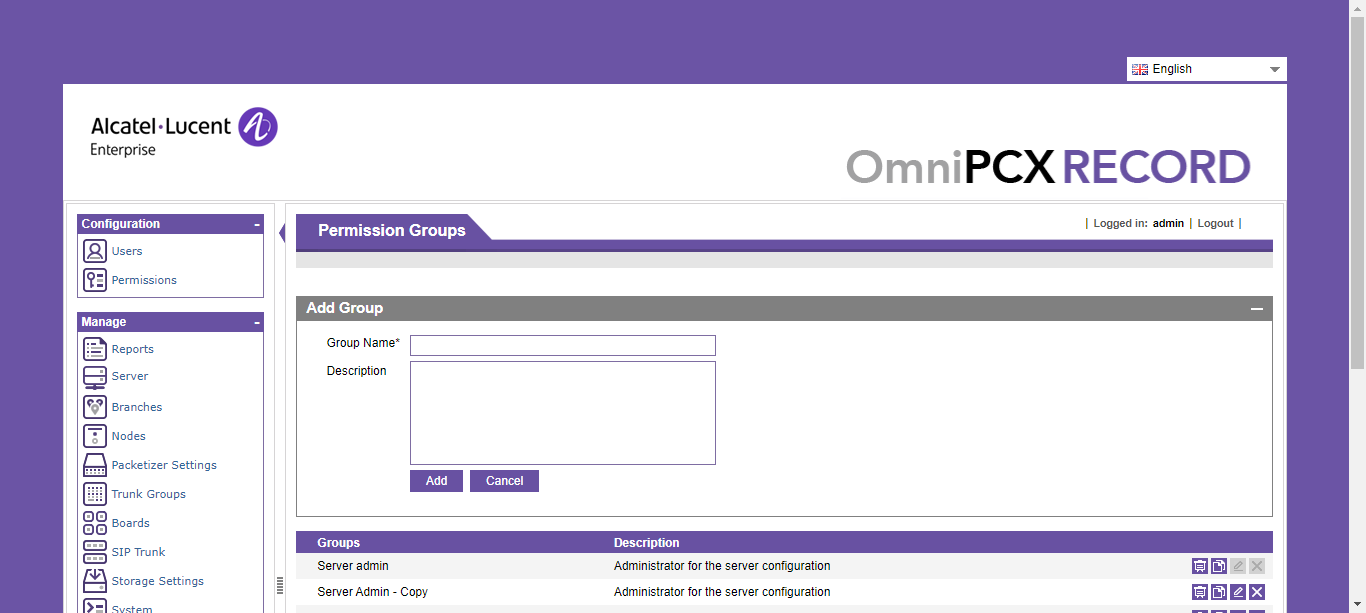 English
Alcatel·Lucent
Enterprise
OmniPCX RECORD
Configuration -
Users
Permissions
Manage -
Reports
Server
Branches
Nodes
Packetizer Settings
Trunk Groups
Boards
SIP Trunk
Storage Settings
System
Permission Groups
| Logged in: admin | Logout |
Add Group
Group Name*
Description
Add Cancel
Groups Description
Server admin Administrator for the server configuration
Server Admin - Copy Administrator for the server configuration